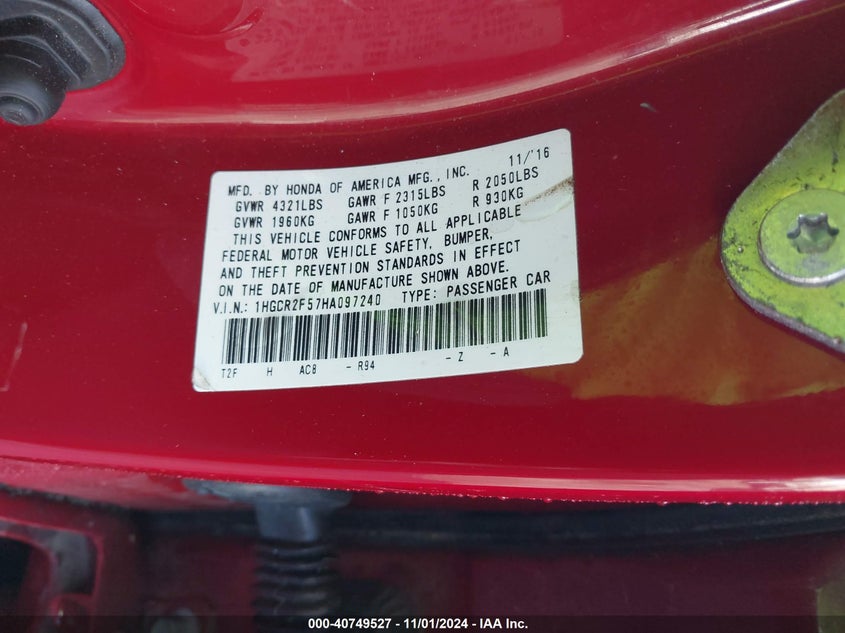 MFD. BY HONDA OF AMERICA MFG., INC. 11/'16
GVWR 4321LBS GAWR F 2315LBS R 2050LBS
GVWR 1960KG GAWR F 1050KG R 930KG
THIS VEHICLE CONFORMS TO ALL APPLICABLE
FEDERAL MOTOR VEHICLE SAFETY, BUMPER,
AND THEFT PREVENTION STANDARDS IN EFFECT
ON THE DATE OF MANUFACTURE SHOWN ABOVE.
V.I.N.: 1HGCR2F57HA097240 TYPE: PASSENGER CAR
T2F H AC8 - R94 - Z - A
000-40749527 - 11/01/2024 - IAA Inc.